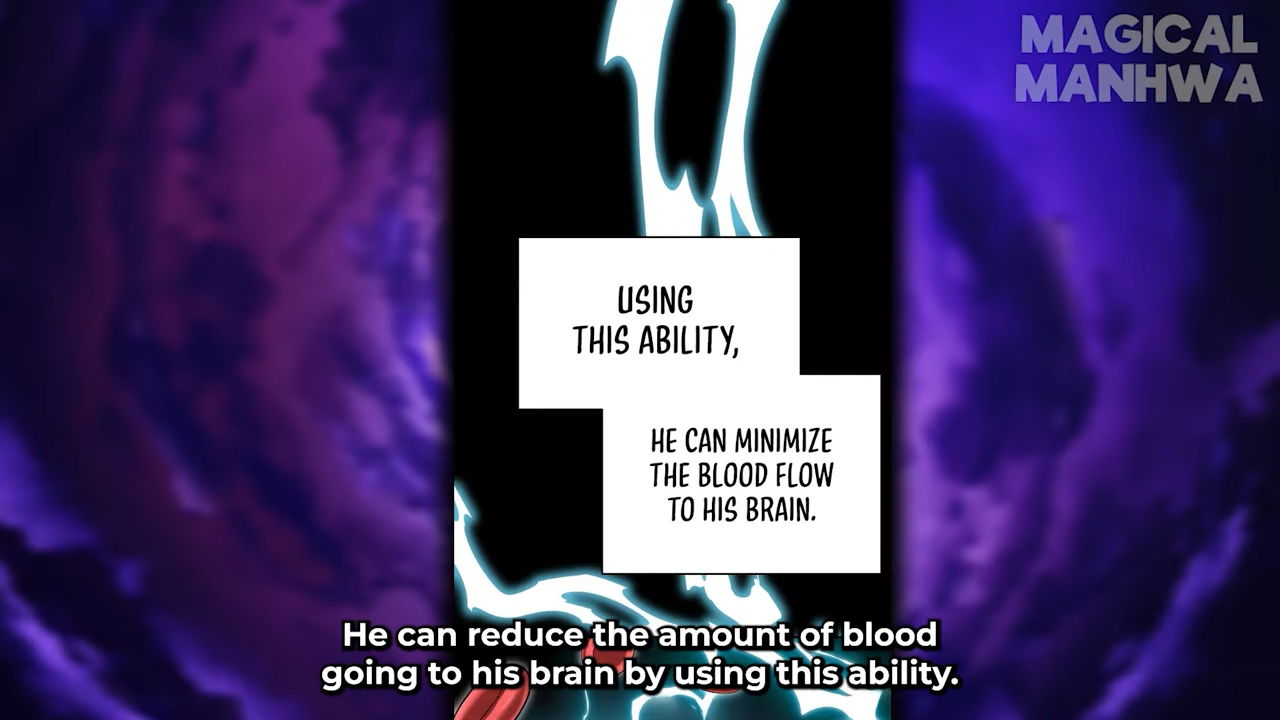 MAGICAL
MANHWA
USING
THIS ABILITY,
HE CAN MINIMIZE
THE BLOOD FLOW
TO HIS BRAIN.
He can reduce the amount of blood
going to his brain by using this ability.